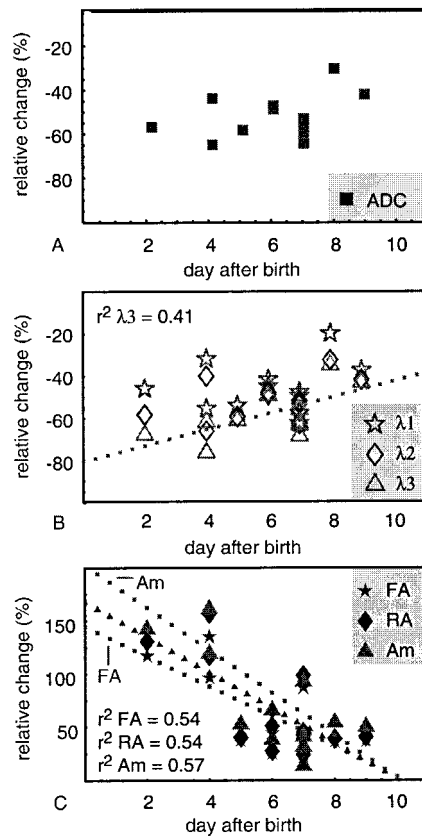 relative change (%)
-20
-40
-60
-80
ADC
A
2
4
6
8
10
day after birth
relative change (%)
r² λ3 = 0.41
-20
-40
-60
-80
λ1
λ2
λ3
B
2
4
6
8
10
day after birth
relative change (%)
Am
FA
RA
Am
150
FA
100
50
r² FA = 0.54
r² RA = 0.54
r² Am = 0.57
C
2
4
6
8
10
day after birth